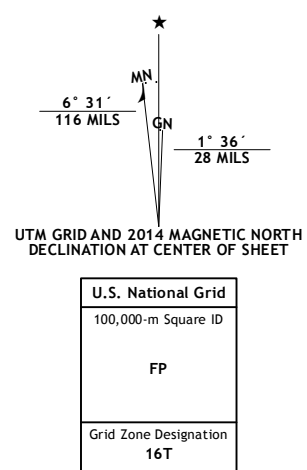 ★
MN
6° 31´
116 MILS
GN
1° 36´
28 MILS
UTM GRID AND 2014 MAGNETIC NORTH
DECLINATION AT CENTER OF SHEET
U.S. National Grid
100,000-m Square ID
FP
Grid Zone Designation
16T